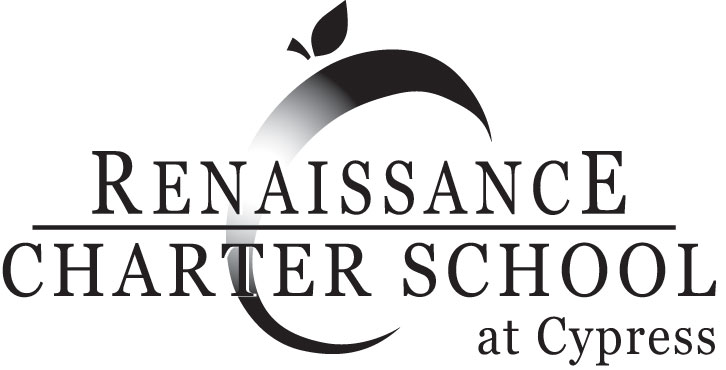 RENAISSANCE
CHARTER SCHOOL
at Cypress